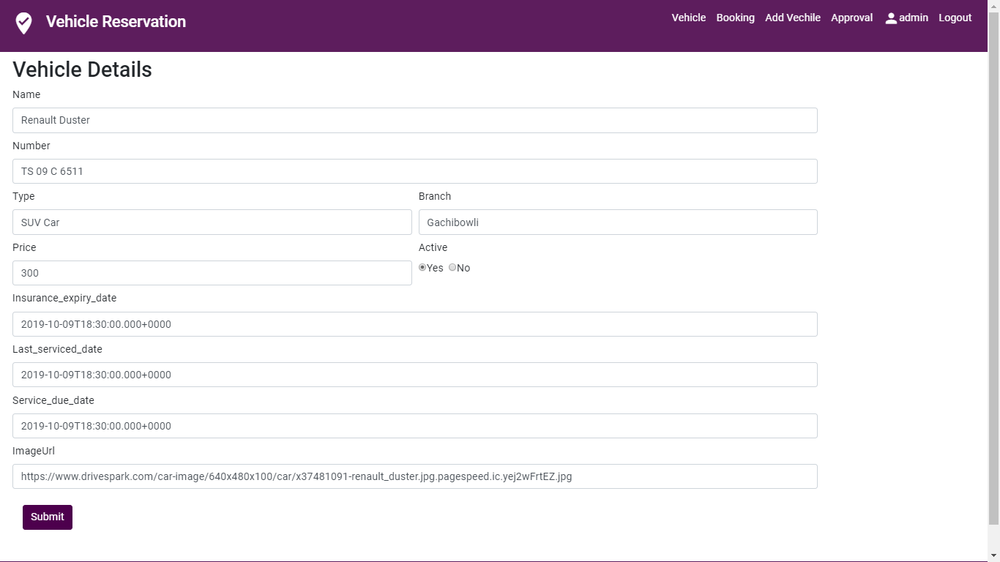 Vehicle Reservation
Vehicle Booking Add Vechile Approval admin Logout
Vehicle Details
Name
Renault Duster
Number
TS 09 C 6511
Type Branch
SUV Car Gachibowli
Price Active
300 Yes No
Insurance_expiry_date
2019-10-09T18:30:00.000+0000
Last_serviced_date
2019-10-09T18:30:00.000+0000
Service_due_date
2019-10-09T18:30:00.000+0000
ImageUrl
https://www.drivespark.com/car-image/640x480x100/car/x37481091-renault_duster.jpg.pagespeed.ic.yej2wFrtEZ.jpg
Submit